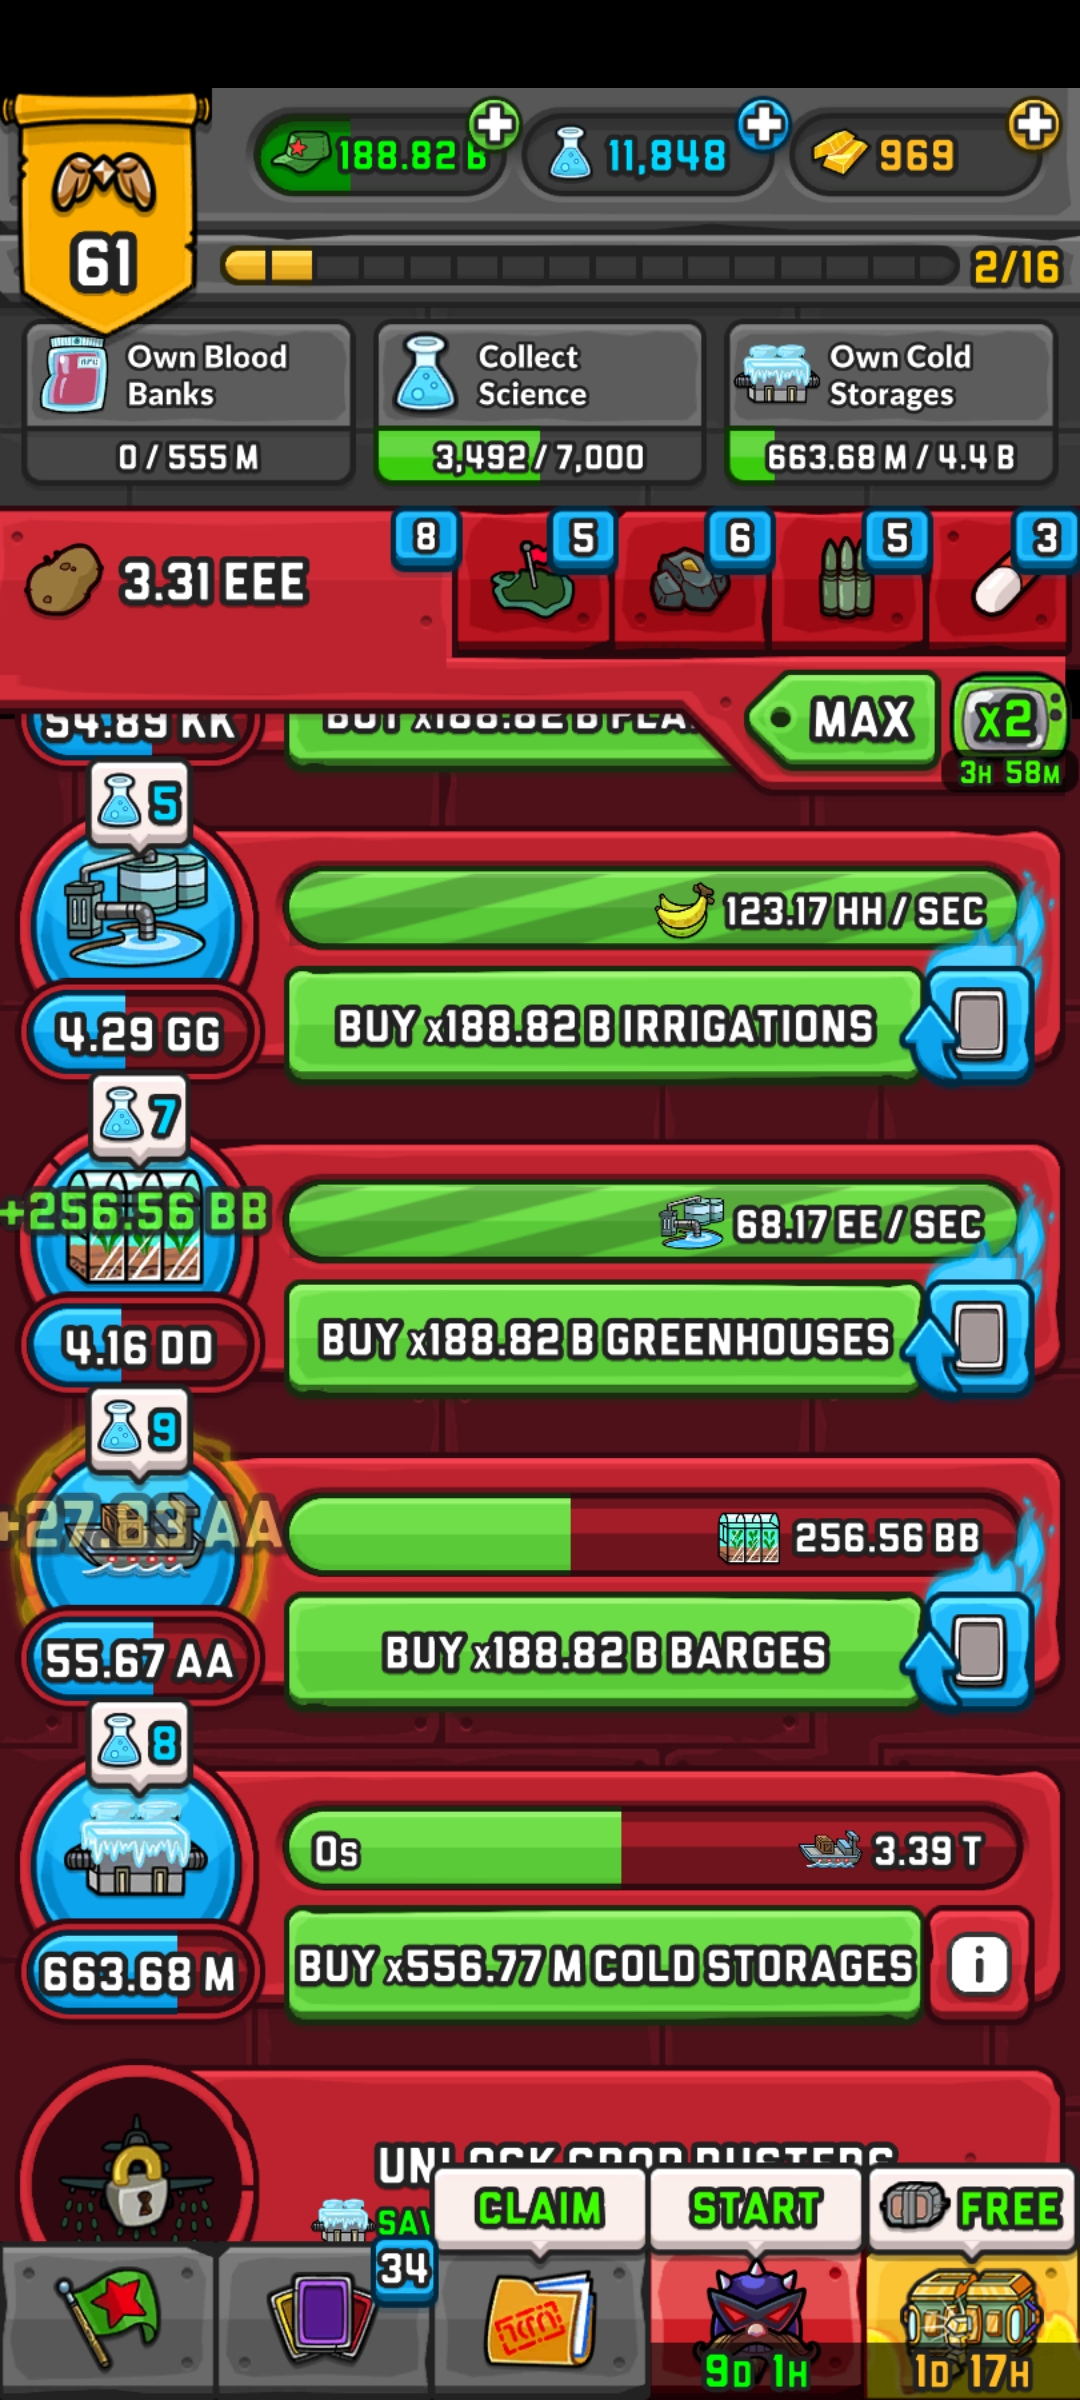 188.82 B
11,848
969
61
2/16
Own Blood
Banks
0 / 555 M
Collect
Science
3,492 / 7,000
Own Cold
Storages
663.68 M / 4.4 B
3.31 EEE
8
5
6
5
3
MAX
x2
3H 58M
54.89 KK
BUY x188.82 B
5
123.17 HH / SEC
4.29 GG
BUY x188.82 B IRRIGATIONS
7
+256.56 BB
68.17 EE / SEC
4.16 DD
BUY x188.82 B GREENHOUSES
9
+27.83 AA
256.56 BB
55.67 AA
BUY x188.82 B BARGES
8
0s
3.39 T
663.68 M
BUY x556.77 M COLD STORAGES
i
UNLOCK CROP DUSTERS
CLAIM
START
FREE
34
9D 1H
1D 17H